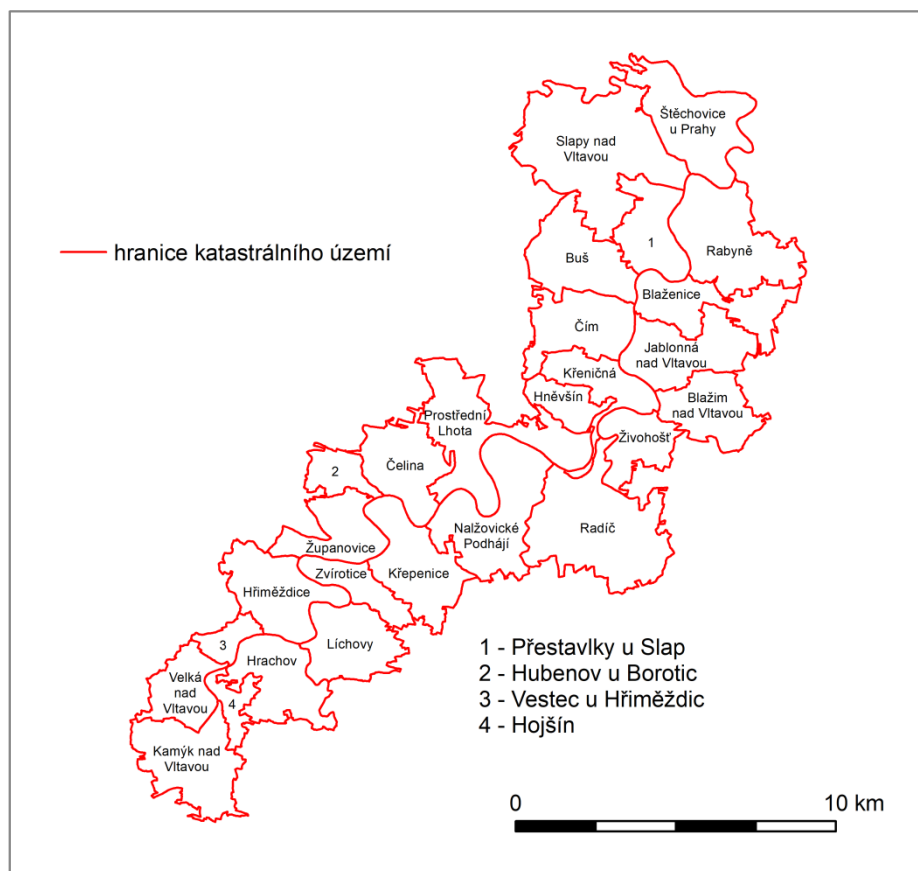 Štěchovice
u Prahy
Slapy nad
Vltavou
1
Rabyně
hranice katastrálního území
Buš
Blaženice
Čím
Jablonná
nad Vltavou
Křeničná
Hněvšín
Blažim
nad Vltavou
Prostřední
Lhota
Živohošť
Čelina
2
Nalžovické
Podhájí
Radíč
Županovice
Zvírotice
Křepenice
Hříměždice
Líchovy
3
Hrachov
Velká
nad
Vltavou
4
Kamýk nad
Vltavou
1 - Přestavlky u Slap
2 - Hubenov u Borotic
3 - Vestec u Hříměždic
4 - Hojšín
0
10 km